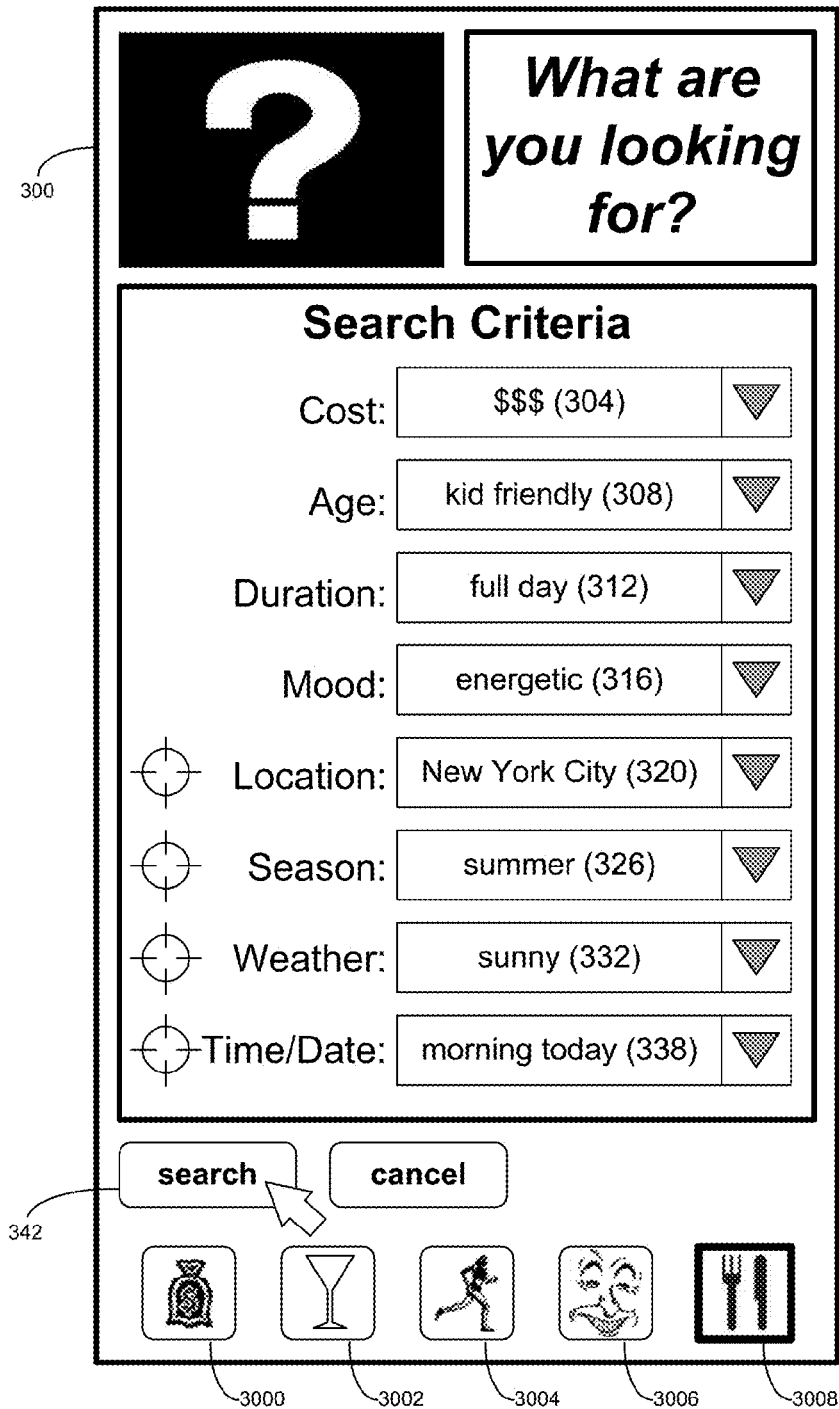 ?
What are
you looking
for?
300
Search Criteria
Cost: $$$ (304)
Age: kid friendly (308)
Duration: full day (312)
Mood: energetic (316)
Location: New York City (320)
Season: summer (326)
Weather: sunny (332)
Time/Date: morning today (338)
search cancel
342
$
3000 3002 3004 3006 3008